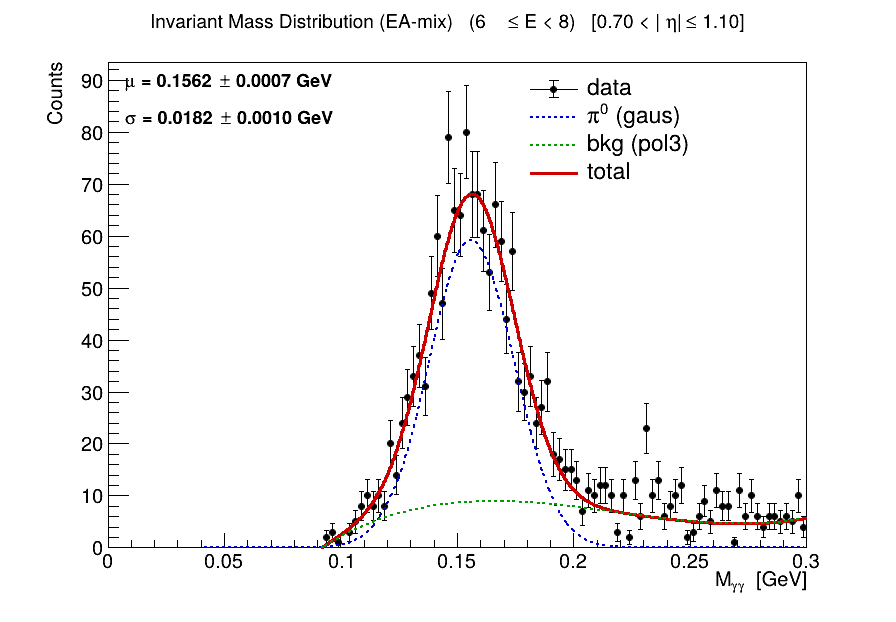 Invariant Mass Distribution (EA-mix) (6 ≤ E < 8) [0.70 < | η| ≤ 1.10]
μ = 0.1562 ± 0.0007 GeV
σ = 0.0182 ± 0.0010 GeV
data
π⁰ (gaus)
bkg (pol3)
total
Counts
90
80
70
60
50
40
30
20
10
0
0 0.05 0.1 0.15 0.2 0.25 0.3
Mγγ [GeV]